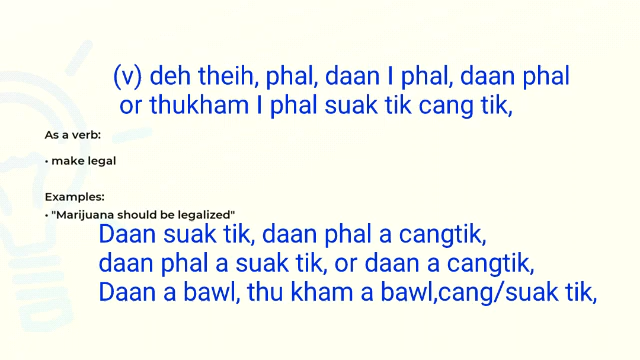 (v) deh theih, phal, daan I phal, daan phal
or thukham I phal suak tik cang tik,
As a verb:
• make legal
Examples:
• "Marijuana should be legalized"
Daan suak tik, daan phal a cangtik,
daan phal a suak tik, or daan a cangtik,
Daan a bawl, thu kham a bawl,cang/suak tik,